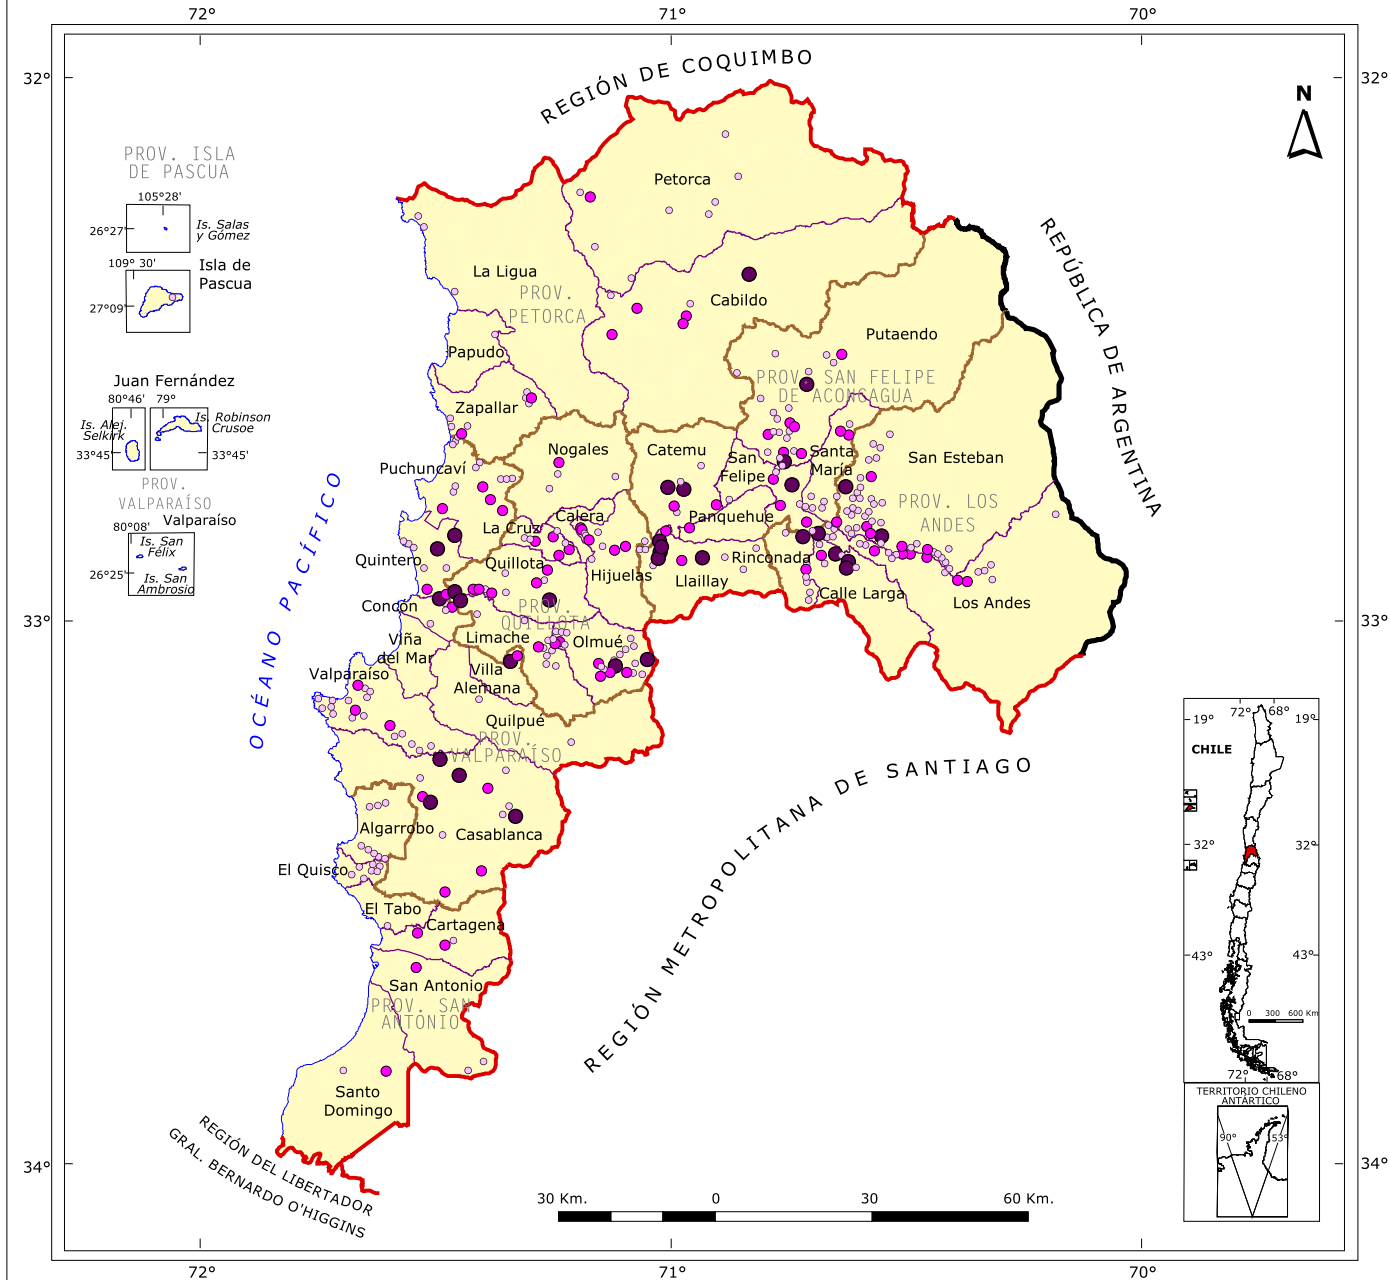 72°
71°
70°
32°
32°
REGIÓN DE COQUIMBO
N
PROV. ISLA
DE PASCUA
105°28'
26°27'
Is. Salas
y Gómez
109° 30'
27°09'
Isla de
Pascua
Juan Fernández
80°46'
79°
Is. Alej.
Selkirk
Is. Robinson
Crusoe
33°45'
33°45'
PROV.
VALPARAÍSO
80°08'
Valparaíso
Is. San
Félix
26°25'
Is. San
Ambrosio
OCÉANO PACÍFICO
REPÚBLICA DE ARGENTINA
Petorca
La Ligua
PROV.
PETORCA
Cabildo
Putaendo
Papudo
PROV. SAN FELIPE
DE ACONCAGUA
Zapallar
Nogales
Catemu
San
Felipe
Santa
María
San Esteban
Puchuncaví
PROV. LOS
ANDES
La Cruz
Calera
Panquehue
Quintero
Quillota
Hijuelas
Llaillay
Rinconada
Calle Larga
Los Andes
Concón
PROV.
QUILLOTA
33°
33°
Viña
del Mar
Limache
Olmué
Valparaíso
Villa
Alemana
Quilpué
PROV.
VALPARAÍSO
Algarrobo
Casablanca
El Quisco
El Tabo
Cartagena
San Antonio
PROV. SAN
ANTONIO
Santo
Domingo
REGIÓN METROPOLITANA DE SANTIAGO
REGIÓN DEL LIBERTADOR
GRAL. BERNARDO O'HIGGINS
34°
34°
30 Km.
0
30
60 Km.
72°
71°
70°
72°
68°
19°
19°
CHILE
32°
32°
43°
43°
0
300
600 Km
72°
68°
TERRITORIO CHILENO
ANTÁRTICO
90°
53°